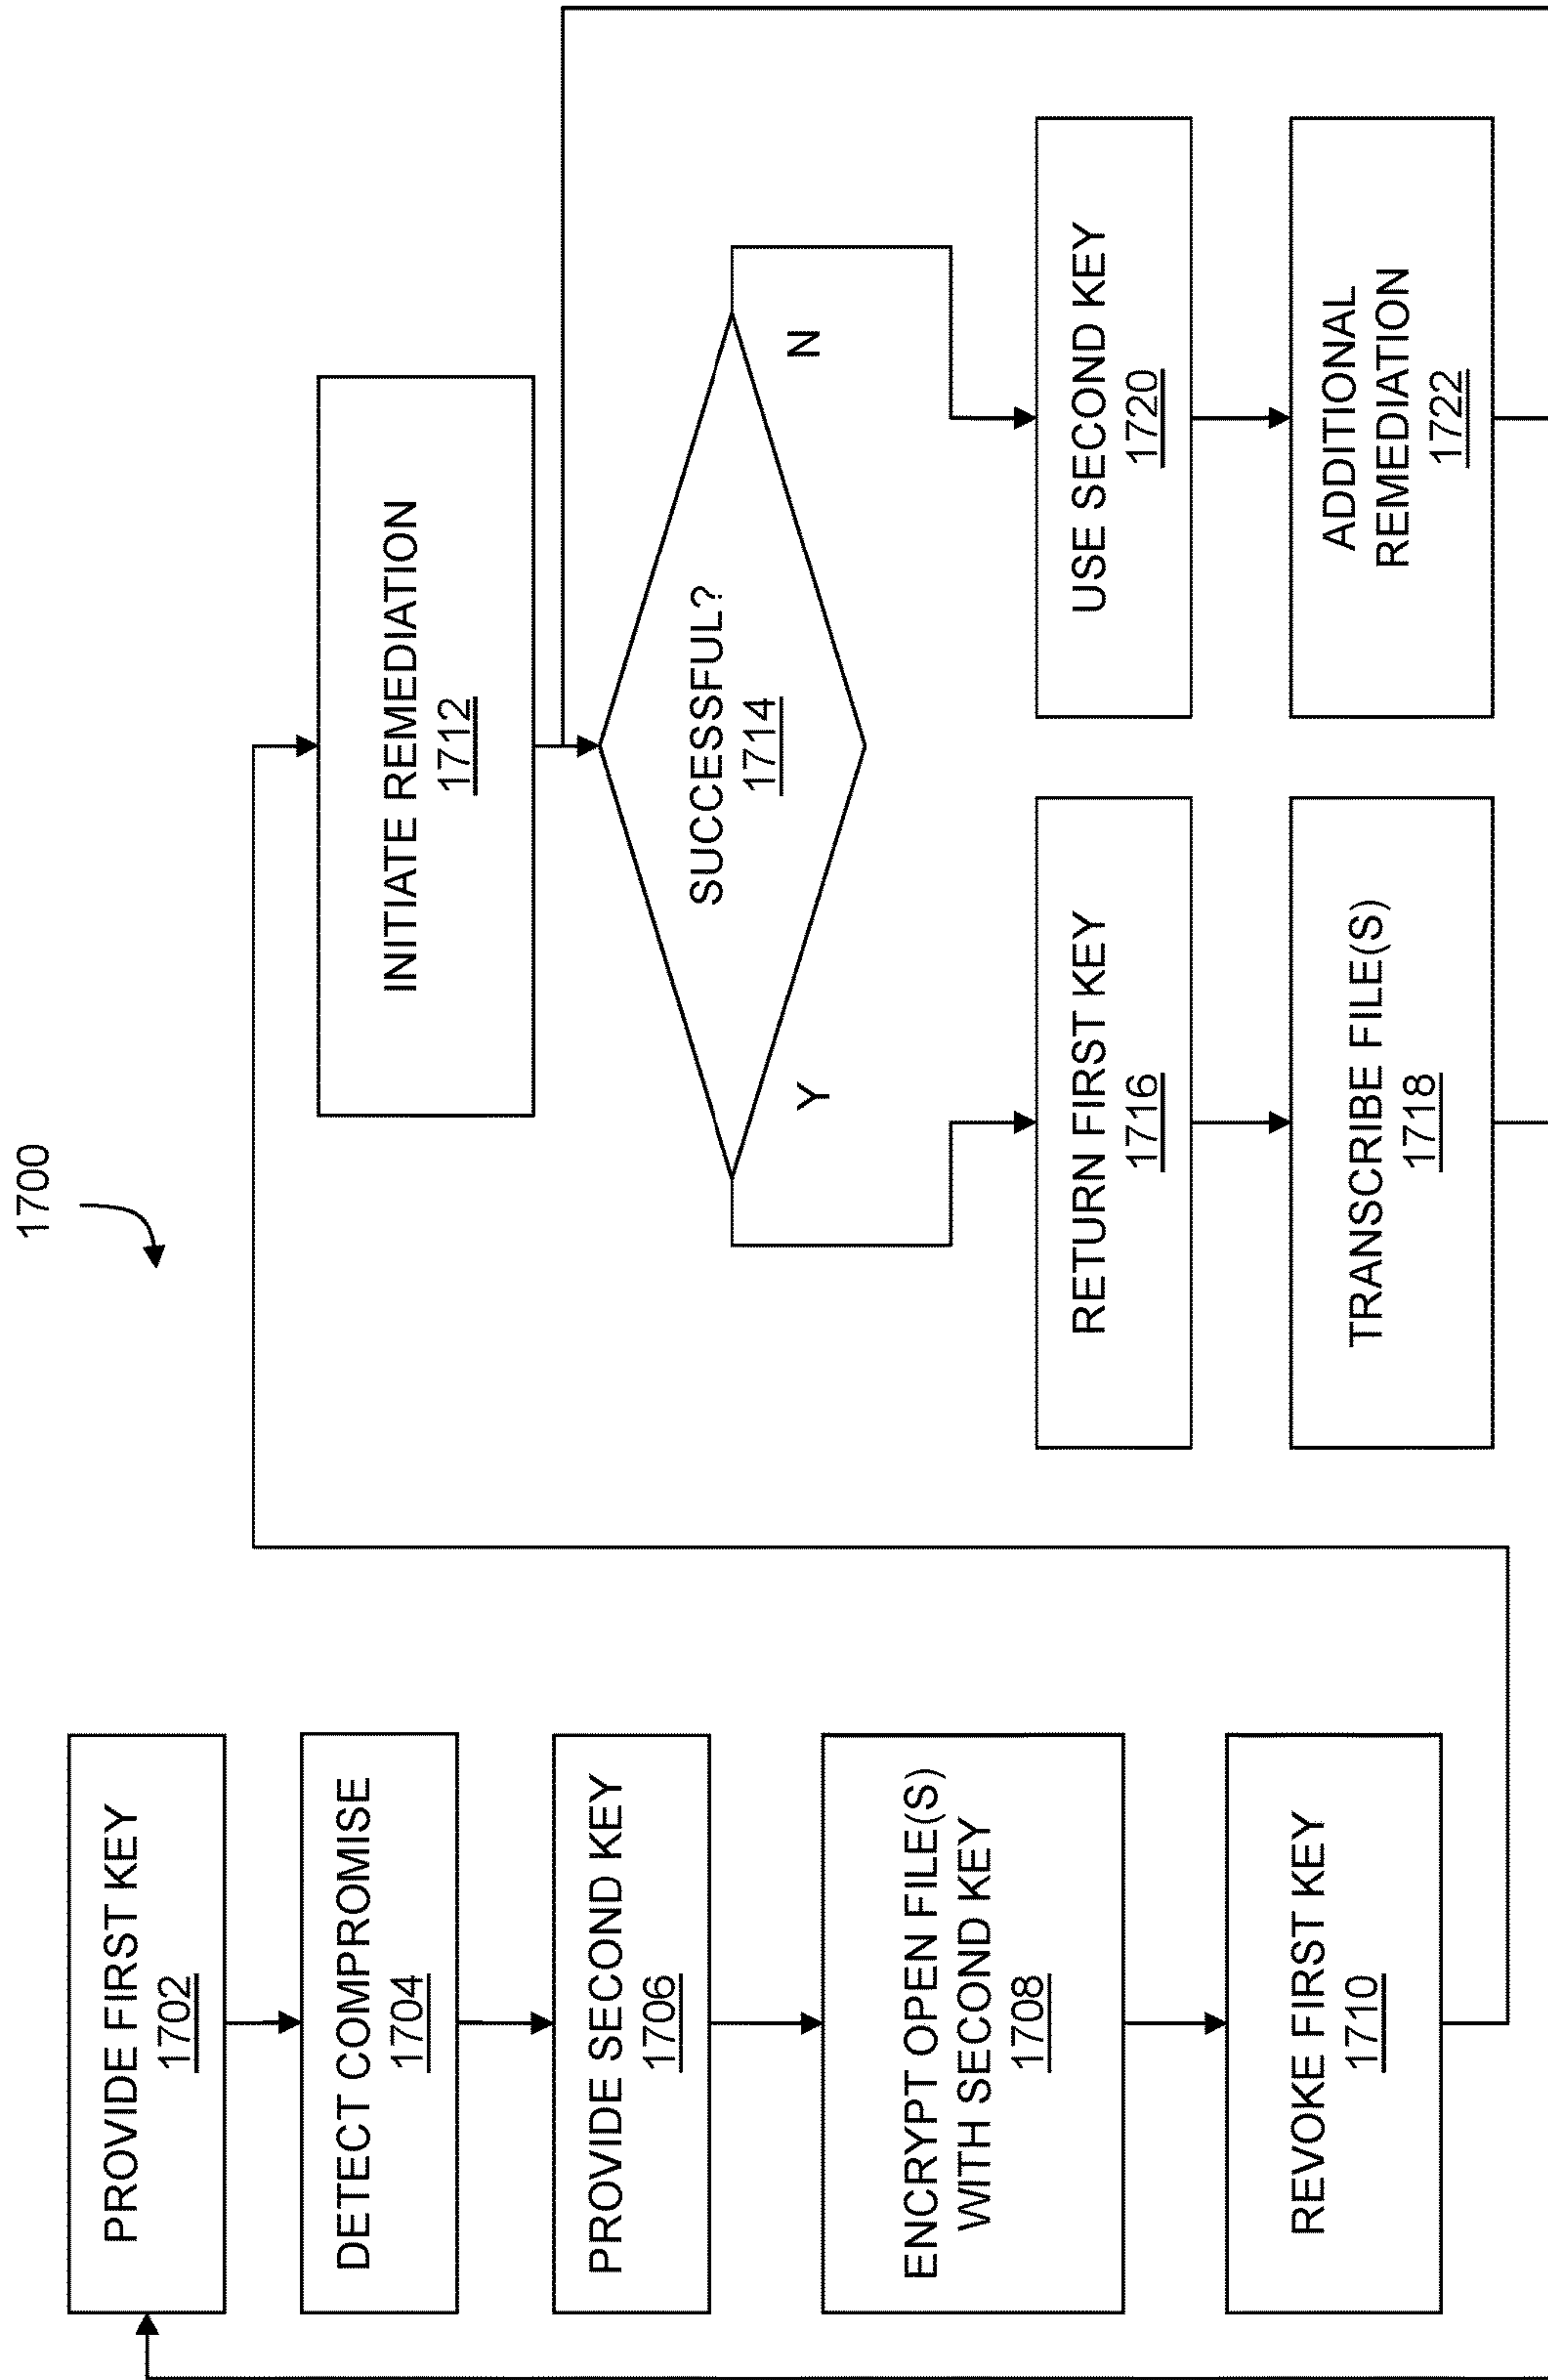 1700
PROVIDE FIRST KEY
1702
DETECT COMPROMISE
1704
PROVIDE SECOND KEY
1706
ENCRYPT OPEN FILE(S)
WITH SECOND KEY
1708
REVOKE FIRST KEY
1710
INITIATE REMEDIATION
1712
SUCCESSFUL?
1714
Y
N
RETURN FIRST KEY
1716
TRANSCRIBE FILE(S)
1718
USE SECOND KEY
1720
ADDITIONAL
REMEDIATION
1722